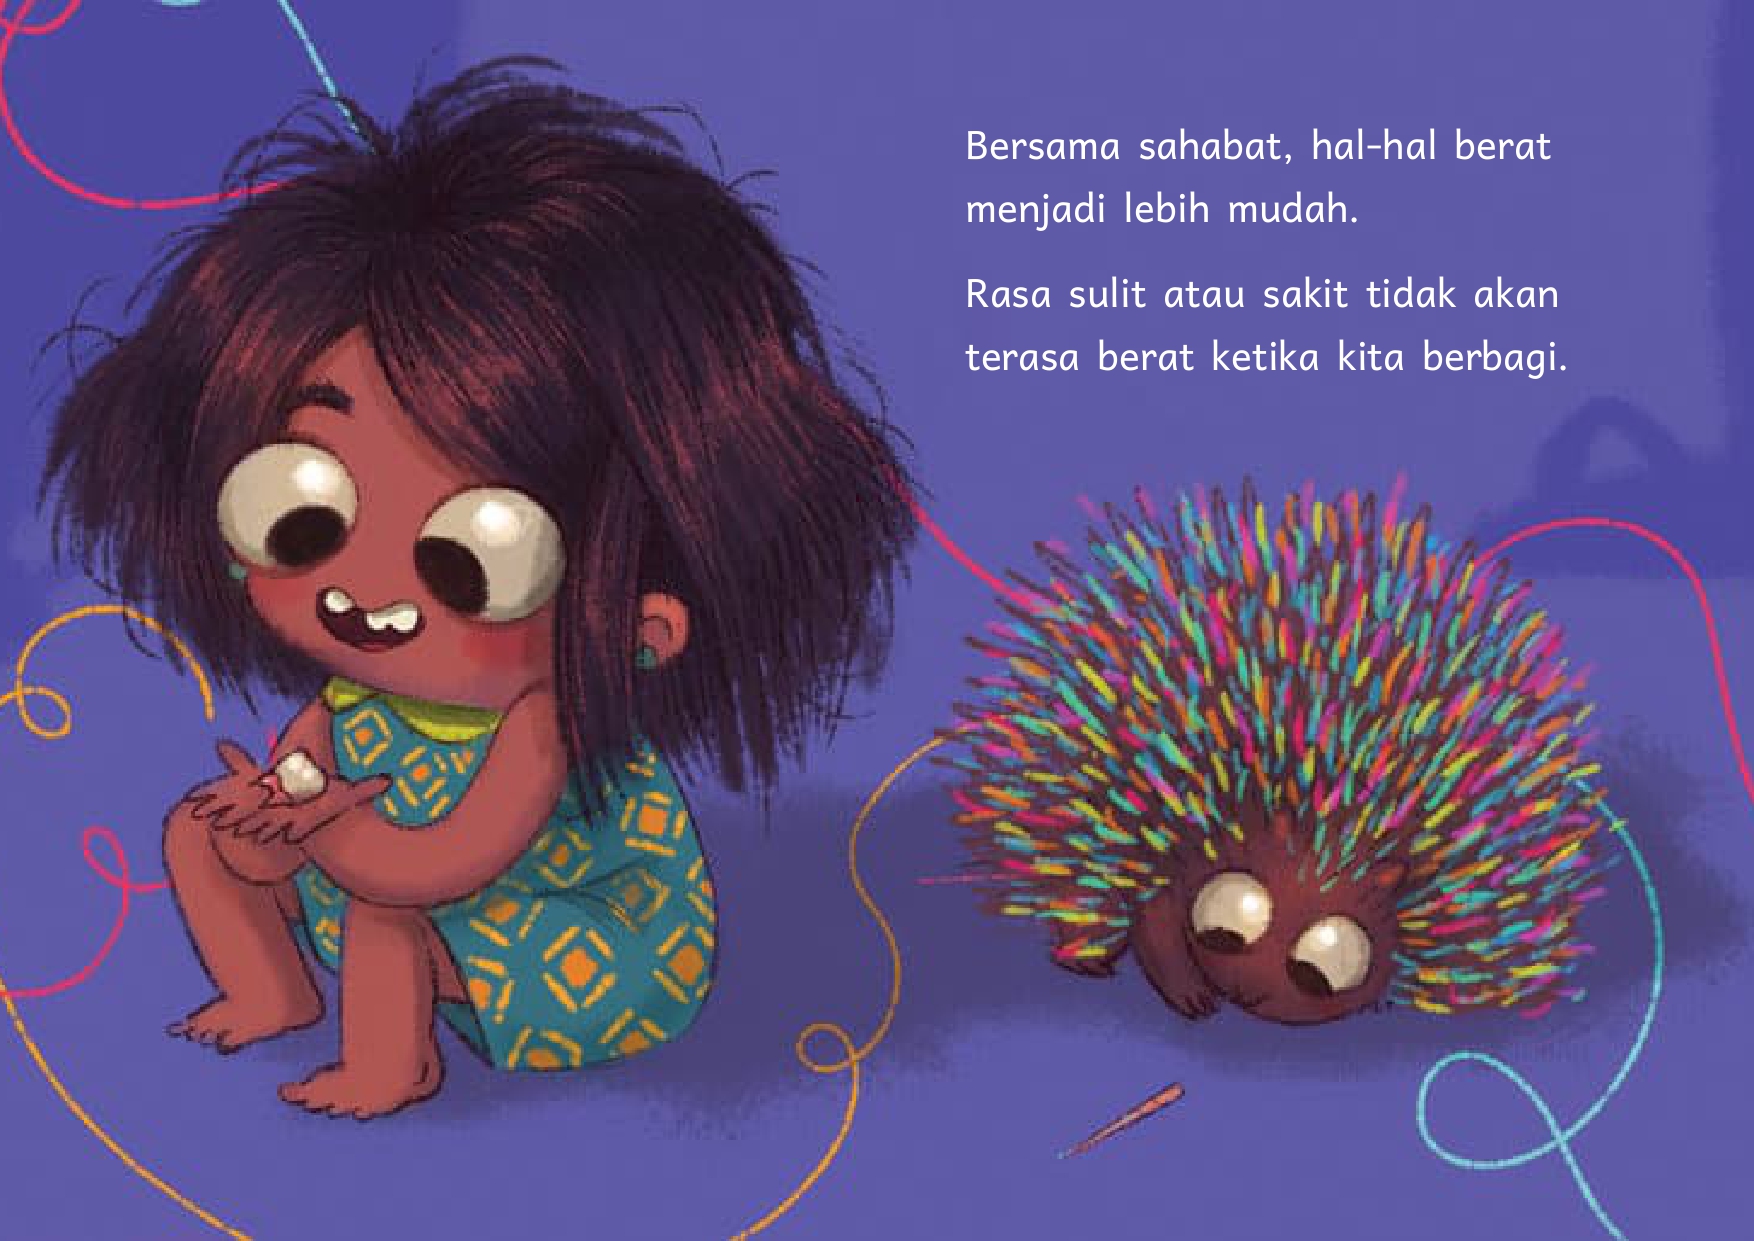 Bersama sahabat, hal-hal berat
menjadi lebih mudah.
Rasa sulit atau sakit tidak akan
terasa berat ketika kita berbagi.